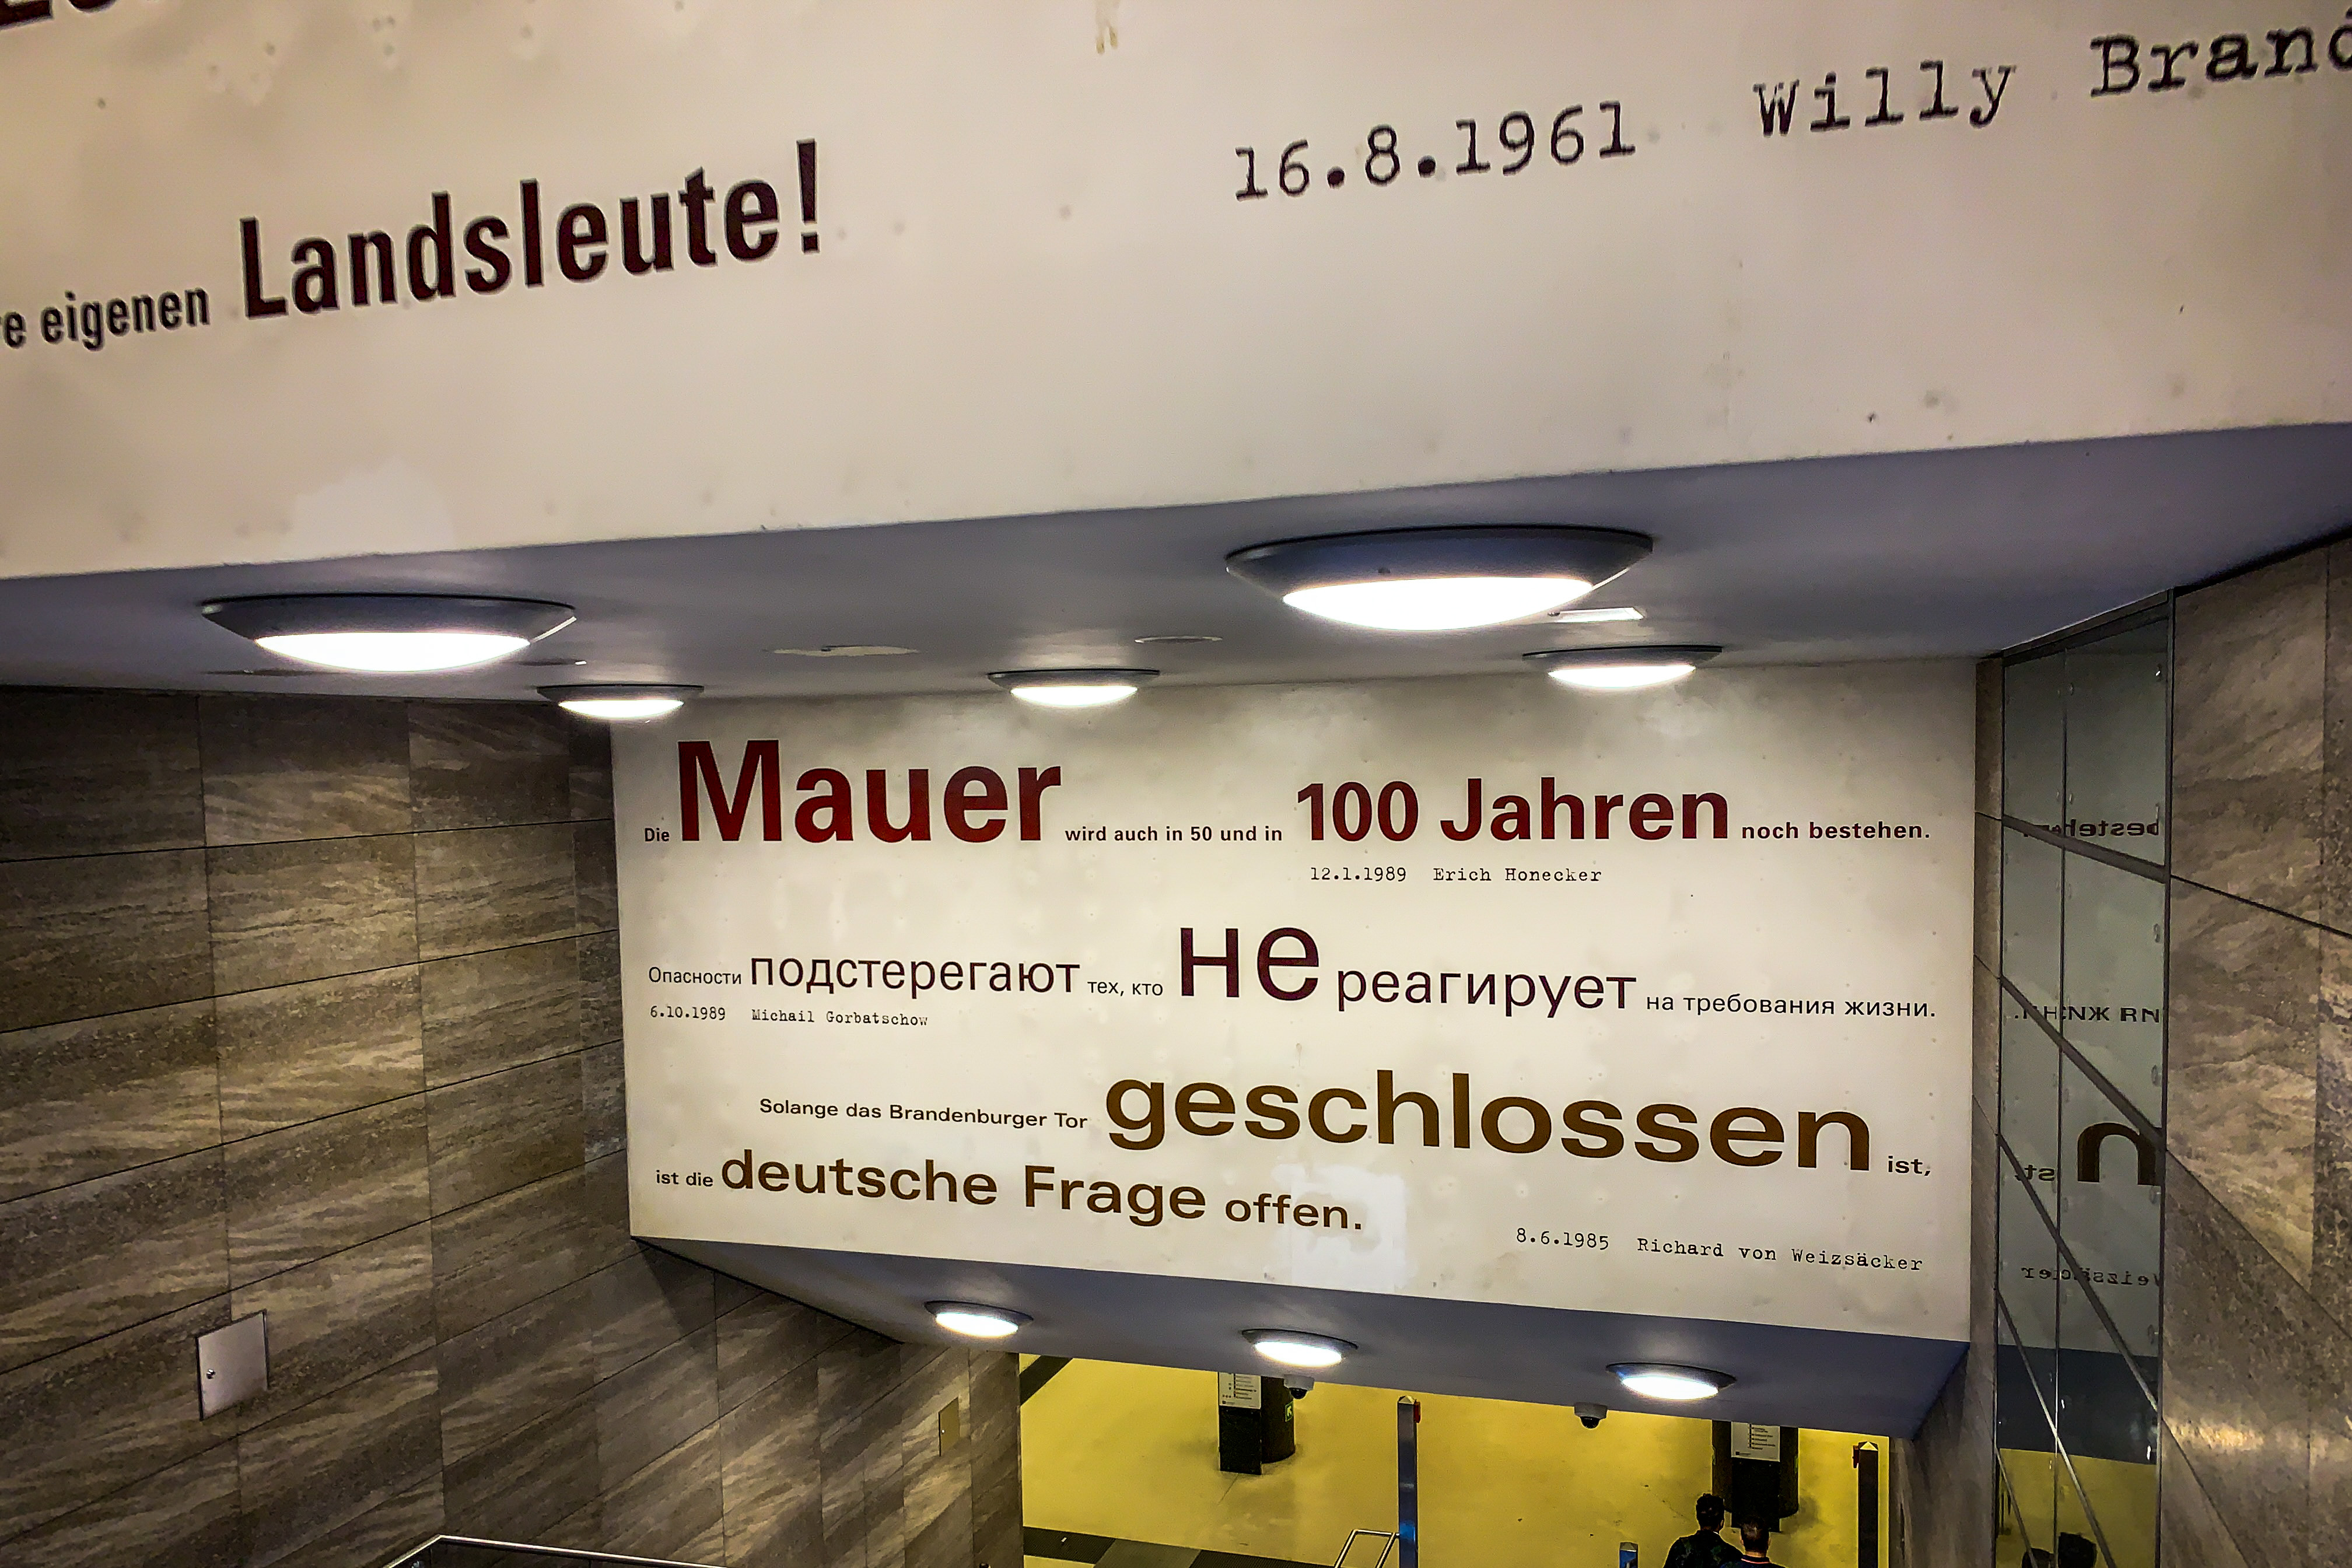 eigenen Landsleute!
16.8.1961 Willy
Die Mauer wird auch in 50 und in 100 Jahren noch bestehen.
12.1.1989 Erich Honecker
Опасности подстерегают тех, кто не реагирует на требования жизни.
6.10.1989 Michail Gorbatschow
Solange das Brandenburger Tor geschlossen ist,
ist die deutsche Frage offen.
8.6.1985 Richard von Weizsäcker